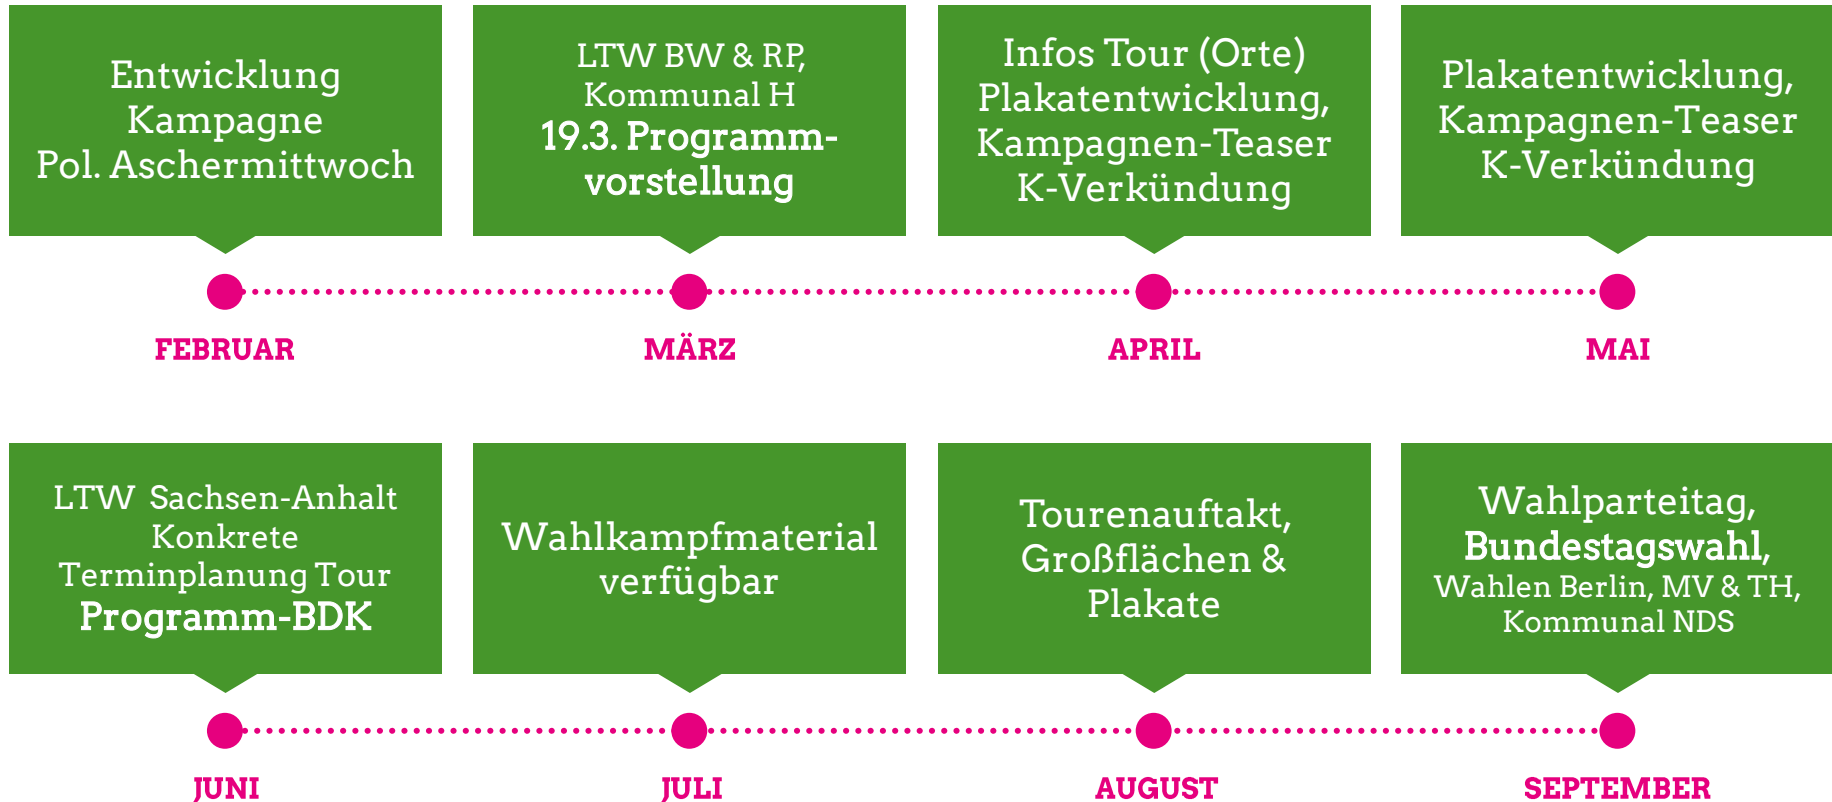 Entwicklung
Kampagne
Pol. Aschermittwoch
LTW BW & RP,
Kommunal H
19.3. Programm-
vorstellung
Infos Tour (Orte)
Plakatentwicklung,
Kampagnen-Teaser
K-Verkündung
Plakatentwicklung,
Kampagnen-Teaser
K-Verkündung
FEBRUAR
MÄRZ
APRIL
MAI
LTW Sachsen-Anhalt
Konkrete
Terminplanung Tour
Programm-BDK
Wahlkampfmaterial
verfügbar
Tourenauftakt,
Großflächen &
Plakate
Wahlparteitag,
Bundestagswahl,
Wahlen Berlin, MV & TH,
Kommunal NDS
JUNI
JULI
AUGUST
SEPTEMBER